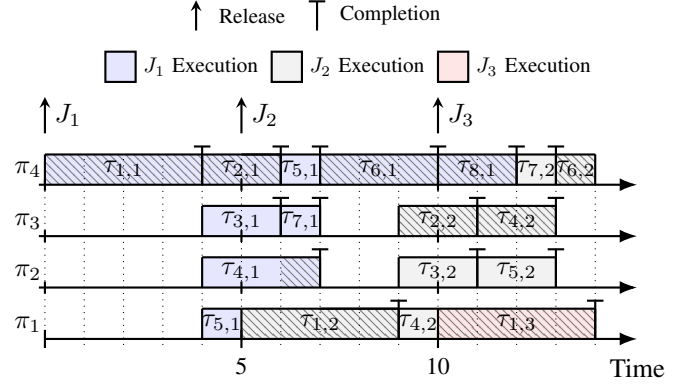 Release Completion
J₁ Execution J₂ Execution J₃ Execution
J₁ J₂ J₃
π₄ τ₁,₁ τ₂,₁ τ₅,₁ τ₆,₁ τ₈,₁ τ₇,₂ τ₆,₂
π₃ τ₃,₁ τ₇,₁ τ₂,₂ τ₄,₂
π₂ τ₄,₁ τ₃,₂ τ₅,₂
π₁ τ₅,₁ τ₁,₂ τ₄,₂ τ₁,₃
5 10 Time